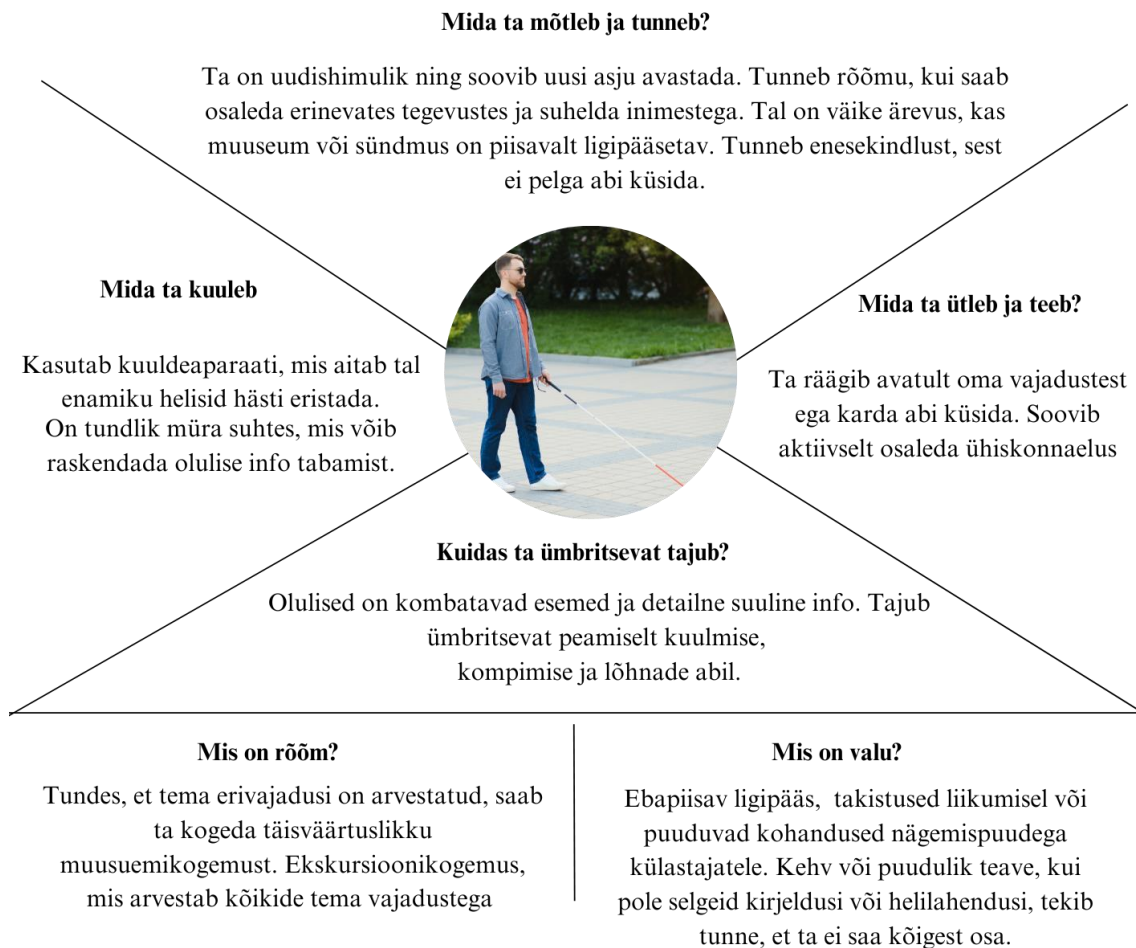 Mida ta mõtleb ja tunneb?
Ta on uudishimulik ning soovib uusi asju avastada. Tunneb rõõmu, kui saab
osaleda erinevates tegevustes ja suhelda inimestega. Tal on väike ärevus, kas
muuseum või sündmus on piisavalt ligipääsetav. Tunneb enesekindlust, sest
ei pelga abi küsida.
Mida ta kuuleb
Kasutab kuuldeaparaati, mis aitab tal
enamiku helisid hästi eristada.
On tundlik müra suhtes, mis võib
raskendada olulise info tabamist.
Mida ta ütleb ja teeb?
Ta räägib avatult oma vajadustest
ega karda abi küsida. Soovib
aktiivselt osaleda ühiskonnaelus
Kuidas ta ümbritsevat tajub?
Olulised on kombatavad esemed ja detailne suuline info. Tajub
ümbritsevat peamiselt kuulmise,
kompimise ja lõhnade abil.
Mis on rõõm?
Tundes, et tema erivajadusi on arvestatud, saab
ta kogeda täisväärtuslikku
muusuemikogemust. Ekskursioonikogemus,
mis arvestab kõikide tema vajadustega
Mis on valu?
Ebapiisav ligipääs, takistused liikumisel või
puuduvad kohandused nägemispuudega
külastajatele. Kehv või puudulik teave, kui
pole selgeid kirjeldusi või helilahendusi, tekib
tunne, et ta ei saa kõigest osa.